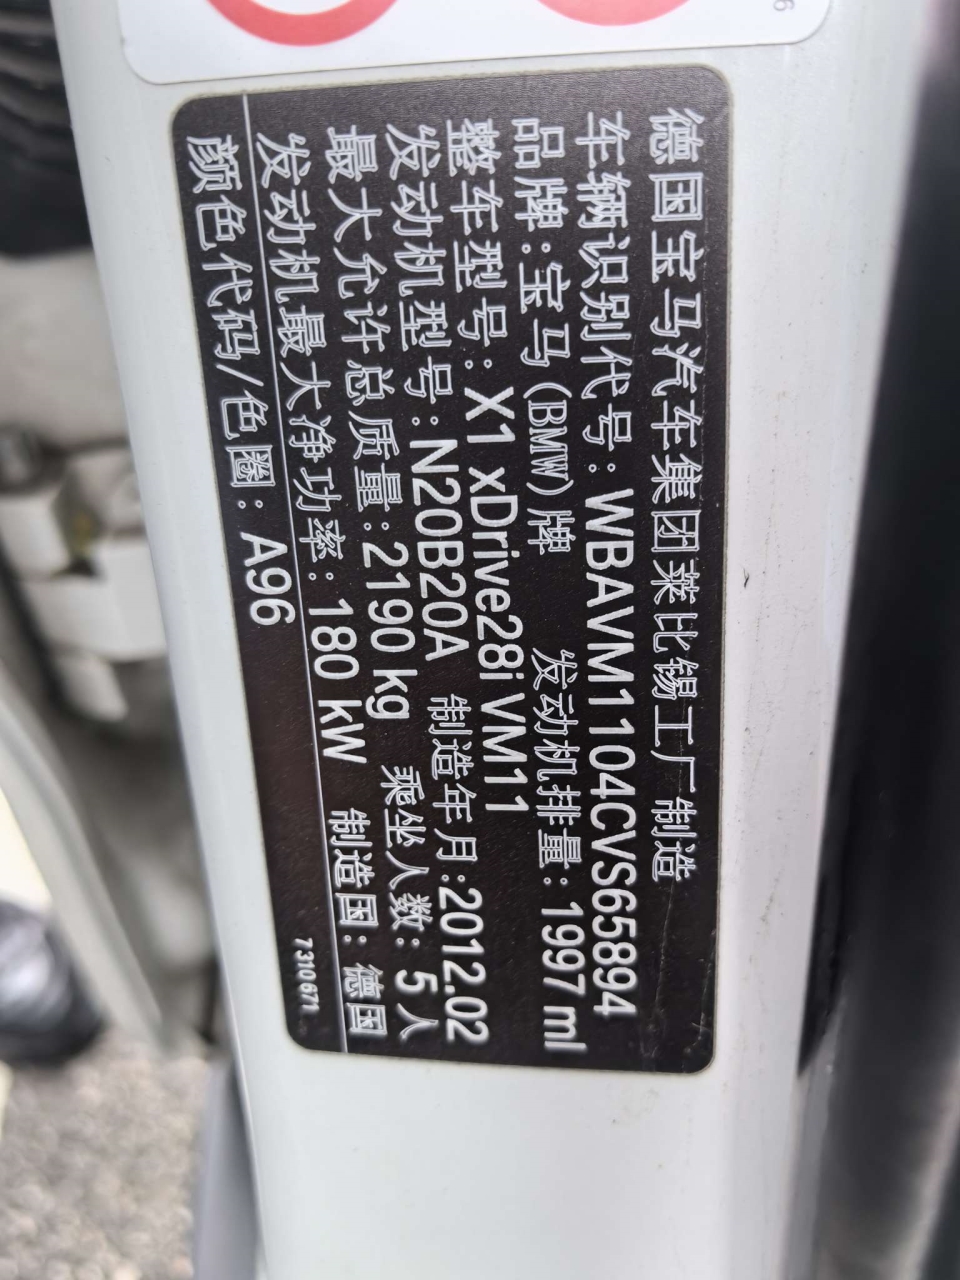 德国宝马汽车集团莱比锡工厂制造
车辆识别代号：WBAVM1104CVS65894
品牌：宝马(BMW)牌 发动机排量：1997 ml
整车型号：X1 xDrive28i VM11
发动机型号：N20B20A 制造年月：2012.02
最大允许总质量：2190 kg 乘坐人数：5人
发动机最大净功率：180 kW 制造国：德国
颜色代码/色圈：A96
7310671
6